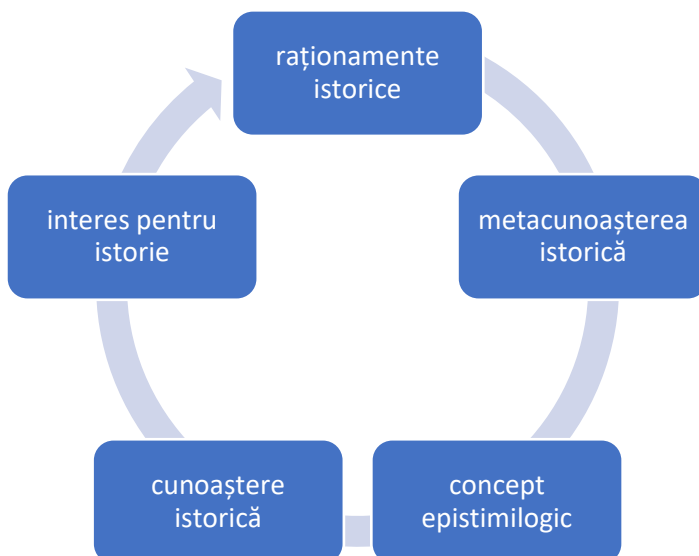 raționamente
istorice
metacunoașterea
istorică
concept
epistimilogic
cunoaștere
istorică
interes pentru
istorie